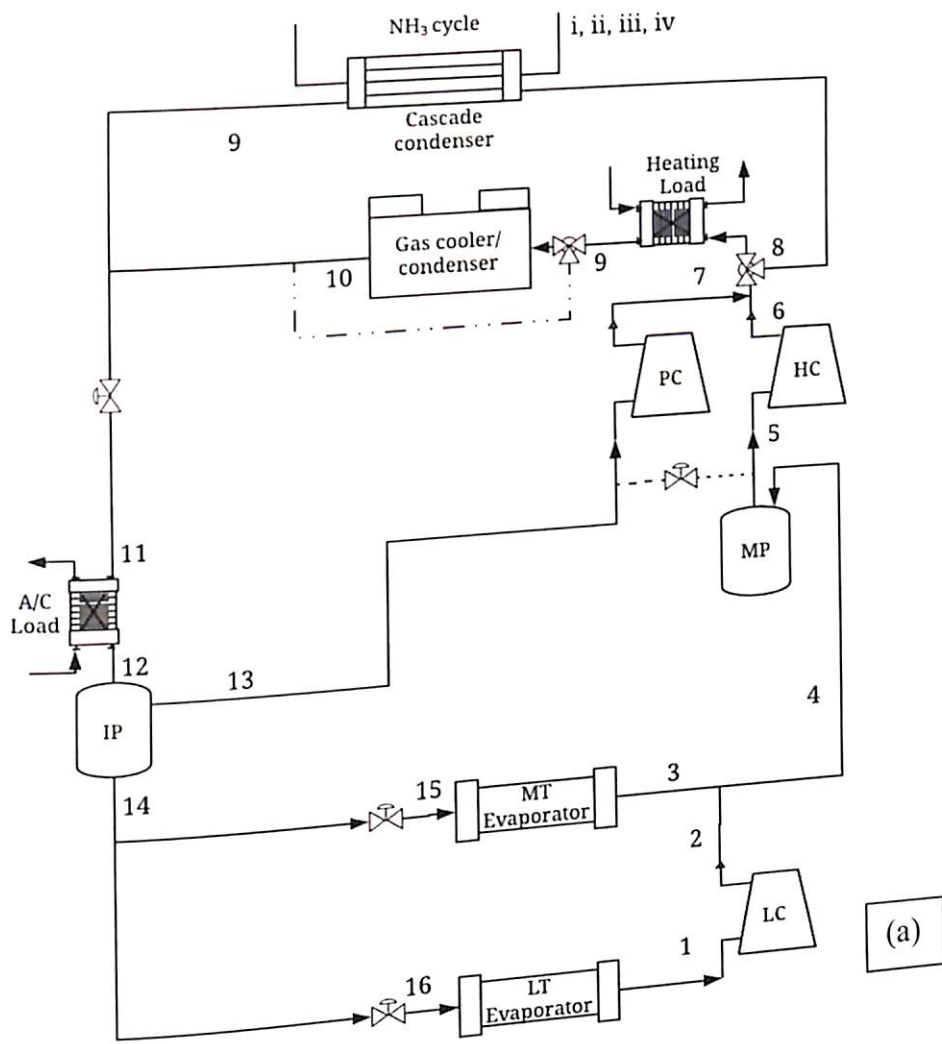 NH₃ cycle
i, ii, iii, iv
Cascade
condenser
9
Heating
Load
Gas cooler/
condenser
10
9
7
8
6
PC
HC
5
MP
11
A/C
Load
12
13
IP
4
14
15
MT
Evaporator
3
2
LC
1
16
LT
Evaporator
(a)